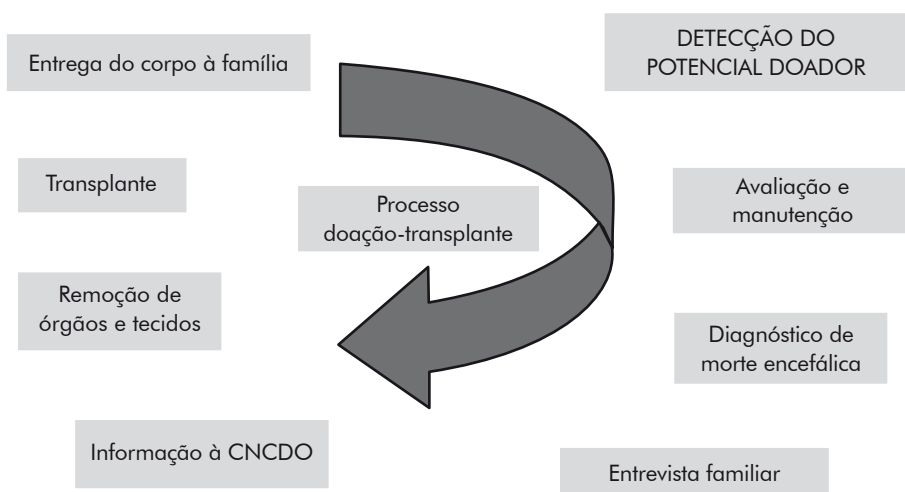 Entrega do corpo à família
DETECÇÃO DO
POTENCIAL DOADOR
Transplante
Processo
doação-transplante
Avaliação e
manutenção
Remoção de
órgãos e tecidos
Diagnóstico de
morte encefálica
Informação à CNCDO
Entrevista familiar